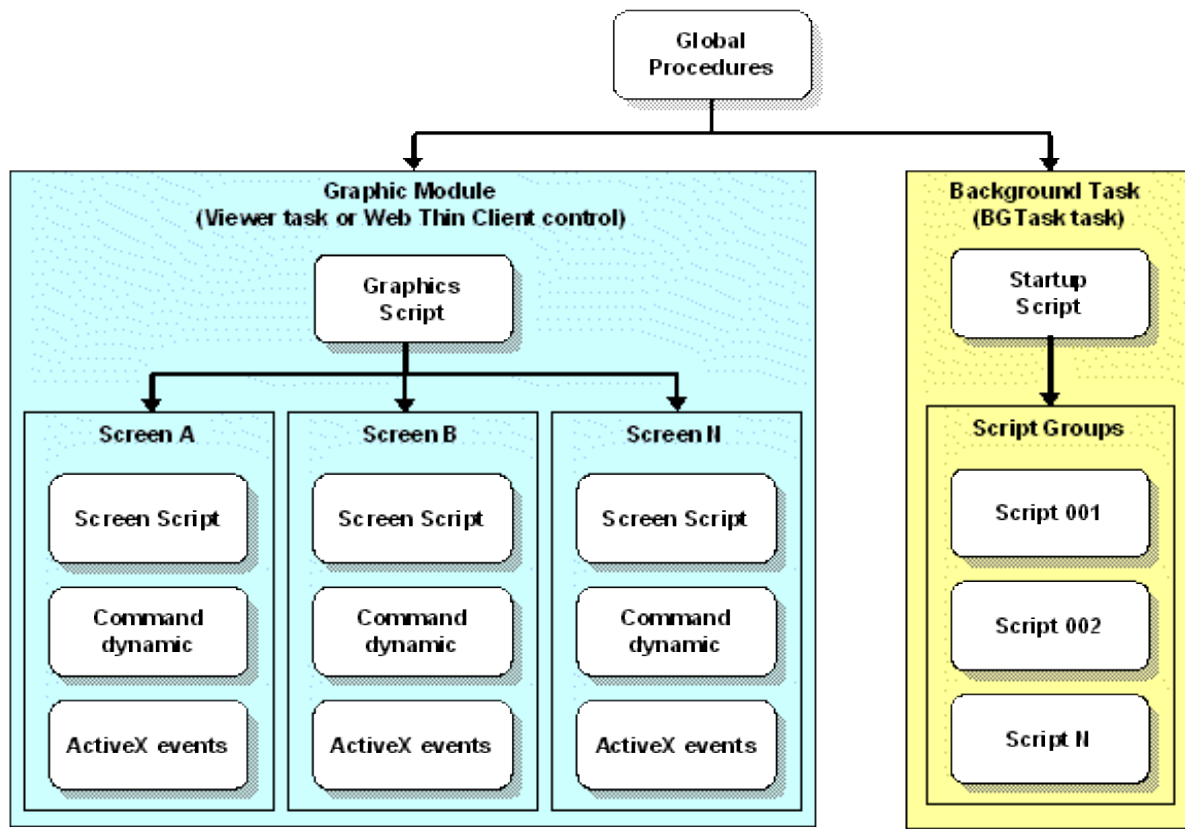 Global
Procedures
Graphic Module
(Viewer task or Web Thin Client control)
Graphics
Script
Screen A
Screen Script
Command
dynamic
ActiveX events
Screen B
Screen Script
Command
dynamic
ActiveX events
Screen N
Screen Script
Command
dynamic
ActiveX events
Background Task
(BGTask task)
Startup
Script
Script Groups
Script 001
Script 002
Script N